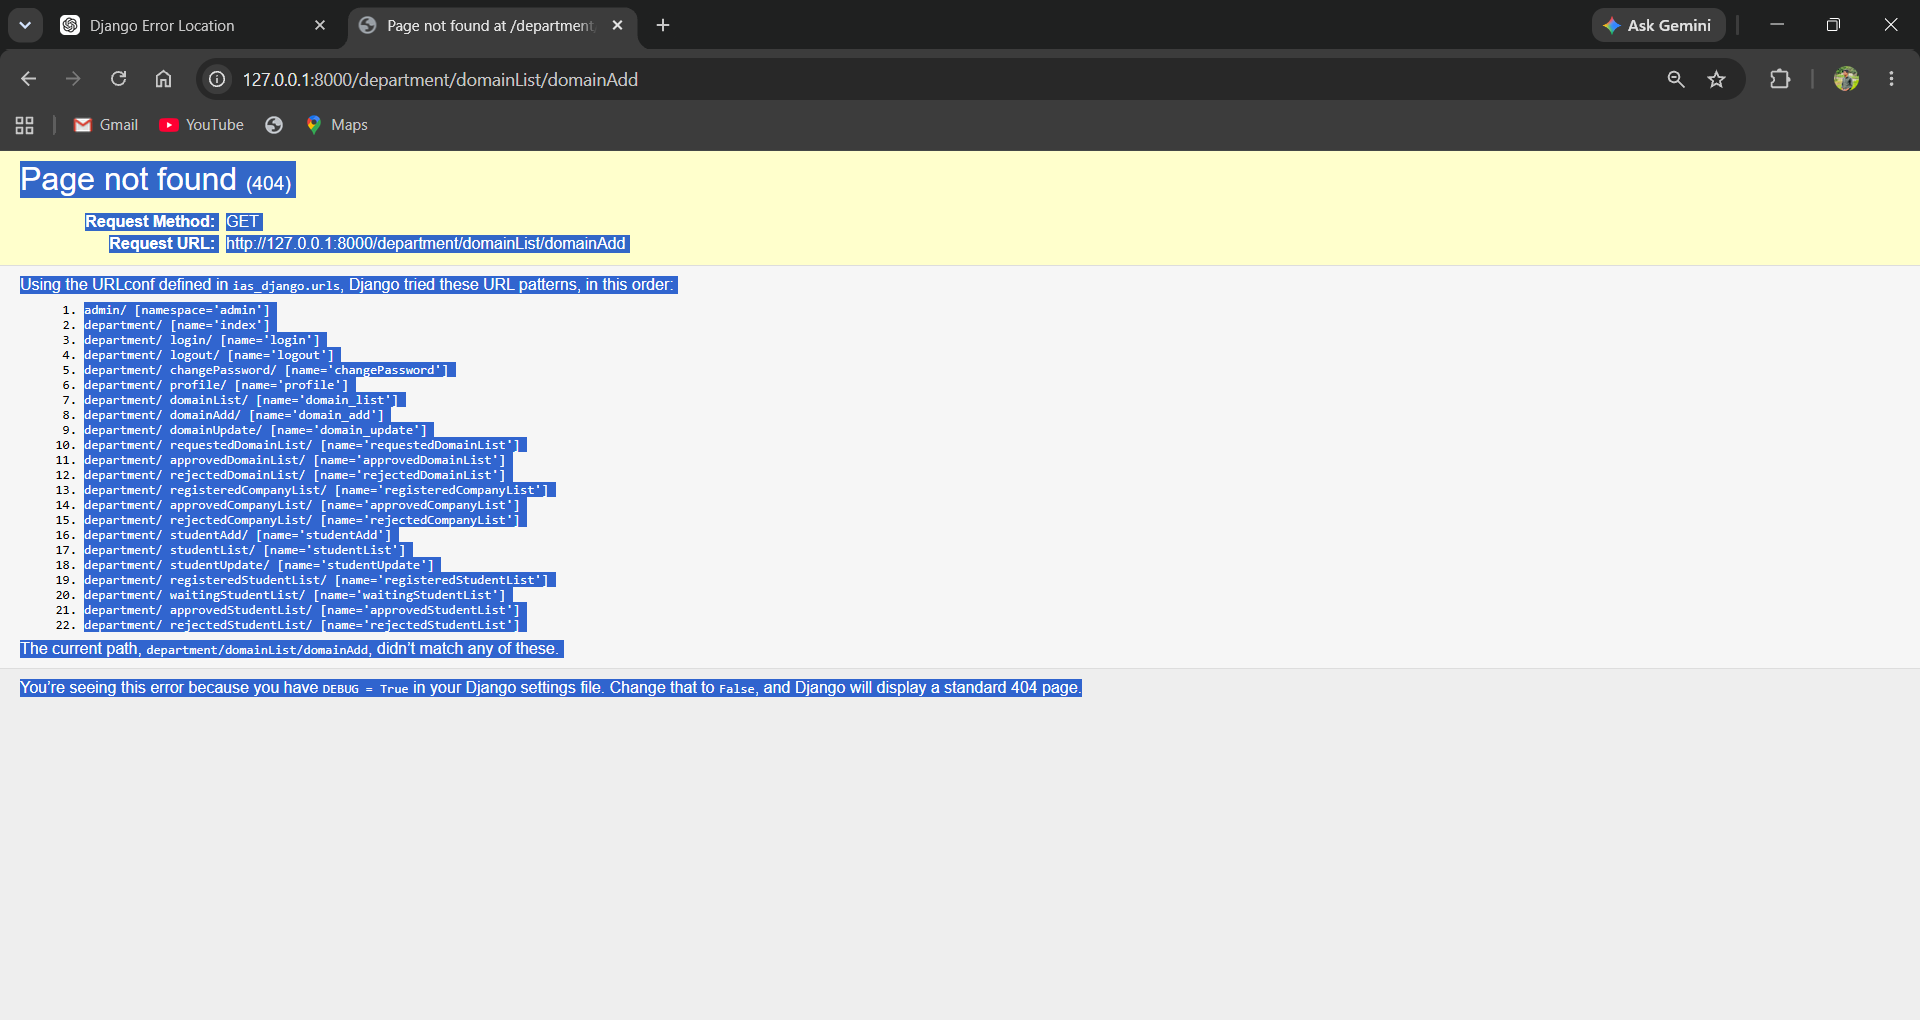 Django Error Location
Page not found at /department
Ask Gemini
127.0.0.1:8000/department/domainList/domainAdd
Gmail
YouTube
Maps
Page not found (404)
Request Method: GET
Request URL: http://127.0.0.1:8000/department/domainList/domainAdd
Using the URLconf defined in ias_django.urls, Django tried these URL patterns, in this order:
1. admin/ [namespace='admin']
2. department/ [name='index']
3. department/ login/ [name='login']
4. department/ logout/ [name='logout']
5. department/ changePassword/ [name='changePassword']
6. department/ profile/ [name='profile']
7. department/ domainList/ [name='domain_list']
8. department/ domainAdd/ [name='domain_add']
9. department/ domainUpdate/ [name='domain_update']
10. department/ requestedDomainList/ [name='requestedDomainList']
11. department/ approvedDomainList/ [name='approvedDomainList']
12. department/ rejectedDomainList/ [name='rejectedDomainList']
13. department/ registeredCompanyList/ [name='registeredCompanyList']
14. department/ approvedCompanyList/ [name='approvedCompanyList']
15. department/ rejectedCompanyList/ [name='rejectedCompanyList']
16. department/ studentAdd/ [name='studentAdd']
17. department/ studentList/ [name='studentList']
18. department/ studentUpdate/ [name='studentUpdate']
19. department/ registeredStudentList/ [name='registeredStudentList']
20. department/ waitingStudentList/ [name='waitingStudentList']
21. department/ approvedStudentList/ [name='approvedStudentList']
22. department/ rejectedStudentList/ [name='rejectedStudentList']
The current path, department/domainList/domainAdd, didn't match any of these.
You're seeing this error because you have DEBUG = True in your Django settings file. Change that to False, and Django will display a standard 404 page.